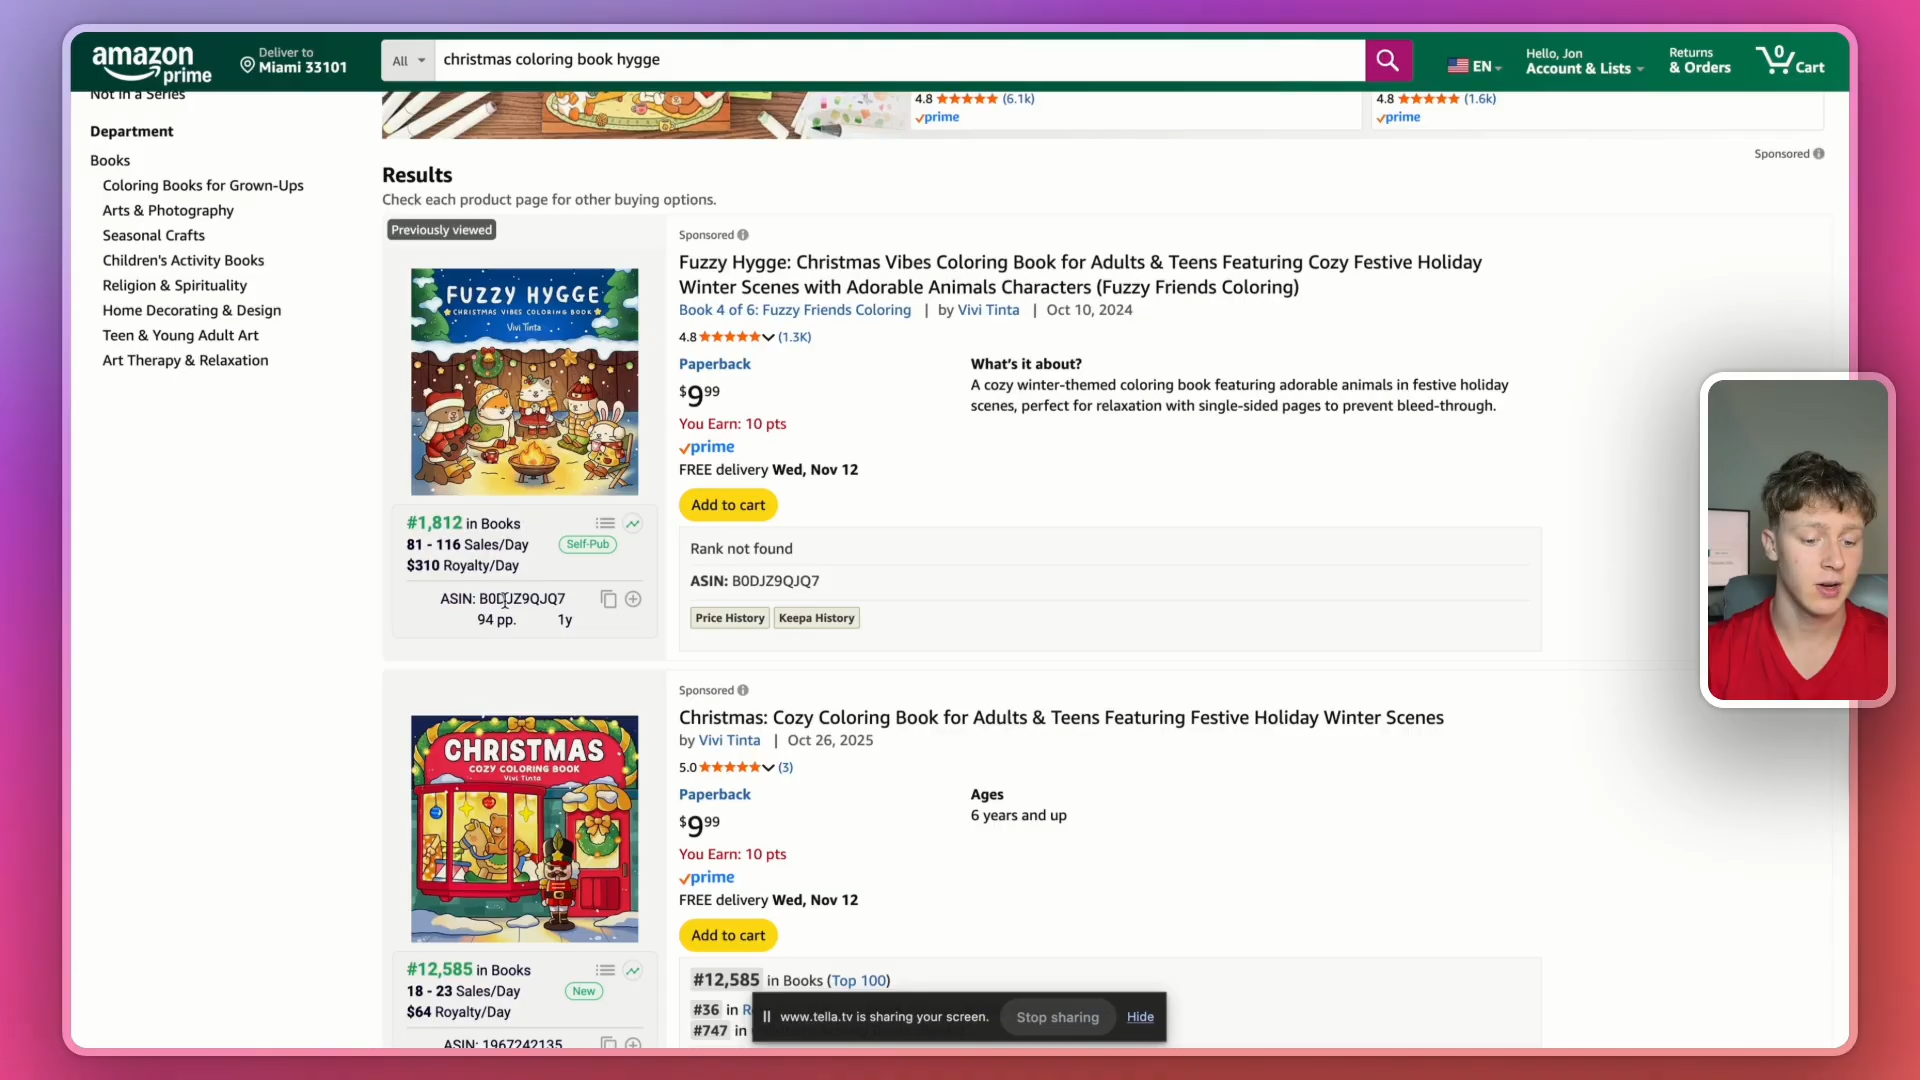 amazon
prime
Deliver to
Miami 33101
All
christmas coloring book hygge
EN
Hello, Jon
Account & Lists
Returns
& Orders
0
Cart
Not in a Series
Department
Books
Coloring Books for Grown-Ups
Arts & Photography
Seasonal Crafts
Children's Activity Books
Religion & Spirituality
Home Decorating & Design
Teen & Young Adult Art
Art Therapy & Relaxation
4.8 (6.1k)
prime
4.8 (1.6k)
prime
Sponsored
Results
Check each product page for other buying options.
Previously viewed
FUZZY HYGGE
CHRISTMAS VIBES COLORING BOOK
Vivi Tinta
#1,812 in Books
81 - 116 Sales/Day
Self-Pub
$310 Royalty/Day
ASIN: B0DJZ9QJQ7
94 pp. 1y
Sponsored
Fuzzy Hygge: Christmas Vibes Coloring Book for Adults & Teens Featuring Cozy Festive Holiday
Winter Scenes with Adorable Animals Characters (Fuzzy Friends Coloring)
Book 4 of 6: Fuzzy Friends Coloring | by Vivi Tinta | Oct 10, 2024
4.8 (1.3K)
Paperback
$9.99
You Earn: 10 pts
prime
FREE delivery Wed, Nov 12
Add to cart
What's it about?
A cozy winter-themed coloring book featuring adorable animals in festive holiday
scenes, perfect for relaxation with single-sided pages to prevent bleed-through.
Rank not found
ASIN: B0DJZ9QJQ7
Price History
Keepa History
CHRISTMAS
COZY COLORING BOOK
Vivi Tinta
#12,585 in Books
18 - 23 Sales/Day
New
$64 Royalty/Day
ASIN: 1967242135
Sponsored
Christmas: Cozy Coloring Book for Adults & Teens Featuring Festive Holiday Winter Scenes
by Vivi Tinta | Oct 26, 2025
5.0 (3)
Paperback
$9.99
You Earn: 10 pts
prime
FREE delivery Wed, Nov 12
Add to cart
Ages
6 years and up
#12,585 in Books (Top 100)
#36 in R
#747 in
www.tella.tv is sharing your screen.
Stop sharing
Hide